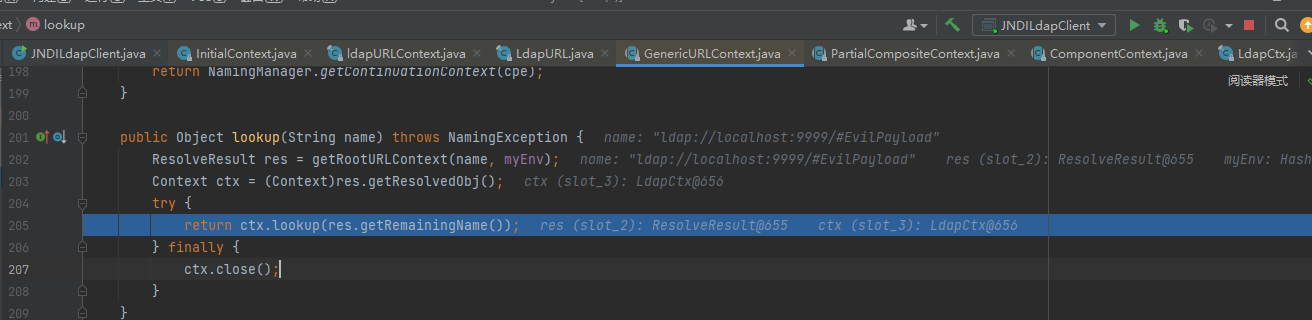 lookup JNDILdapClient
JNDILdapClient.java InitialContext.java ldapURLContext.java LdapURL.java GenericURLContext.java PartialCompositeContext.java ComponentContext.java LdapCtx.ja
198 return NamingManager.getContinuationContext(cpe);
阅读器模式
199 }
200
201 public Object lookup(String name) throws NamingException { name: "ldap://localhost:9999/#EvilPayload"
202 ResolveResult res = getRootURLContext(name, myEnv); name: "ldap://localhost:9999/#EvilPayload" res (slot_2): ResolveResult@655 myEnv: Hash
203 Context ctx = (Context)res.getResolvedObj(); ctx (slot_3): LdapCtx@656
204 try {
205 return ctx.lookup(res.getRemainingName()); res (slot_2): ResolveResult@655 ctx (slot_3): LdapCtx@656
206 } finally {
207 ctx.close();
208 }
209 }